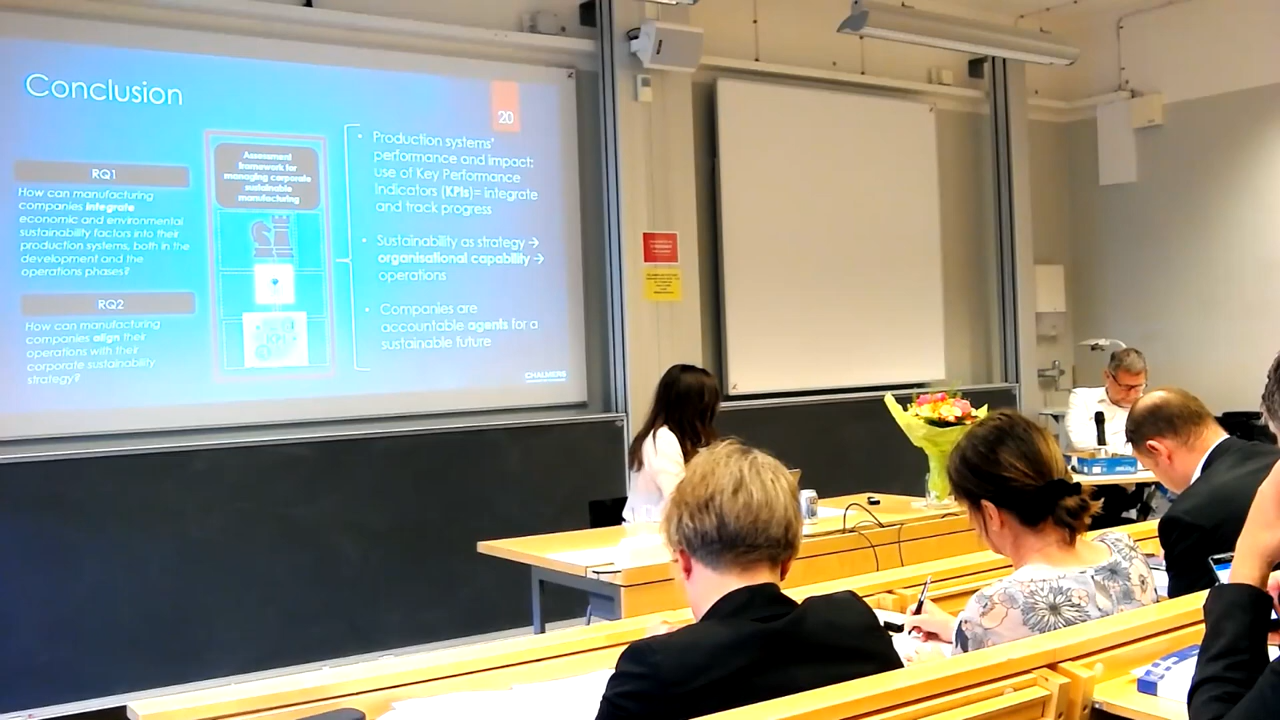 Conclusion
20
RQ1
How can manufacturing
companies integrate
economic and environmental
sustainability factors into their
production systems, both in the
development and the
operations phases?
RQ2
How can manufacturing
companies align their
operations with their
corporate sustainability
strategy?
Assessment
framework for
managing corporate
sustainable
manufacturing
• Production systems'
performance and impact:
use of Key Performance
Indicators (KPIs)= integrate
and track progress
• Sustainability as strategy →
organisational capability →
operations
• Companies are
accountable agents for a
sustainable future
CHALMERS